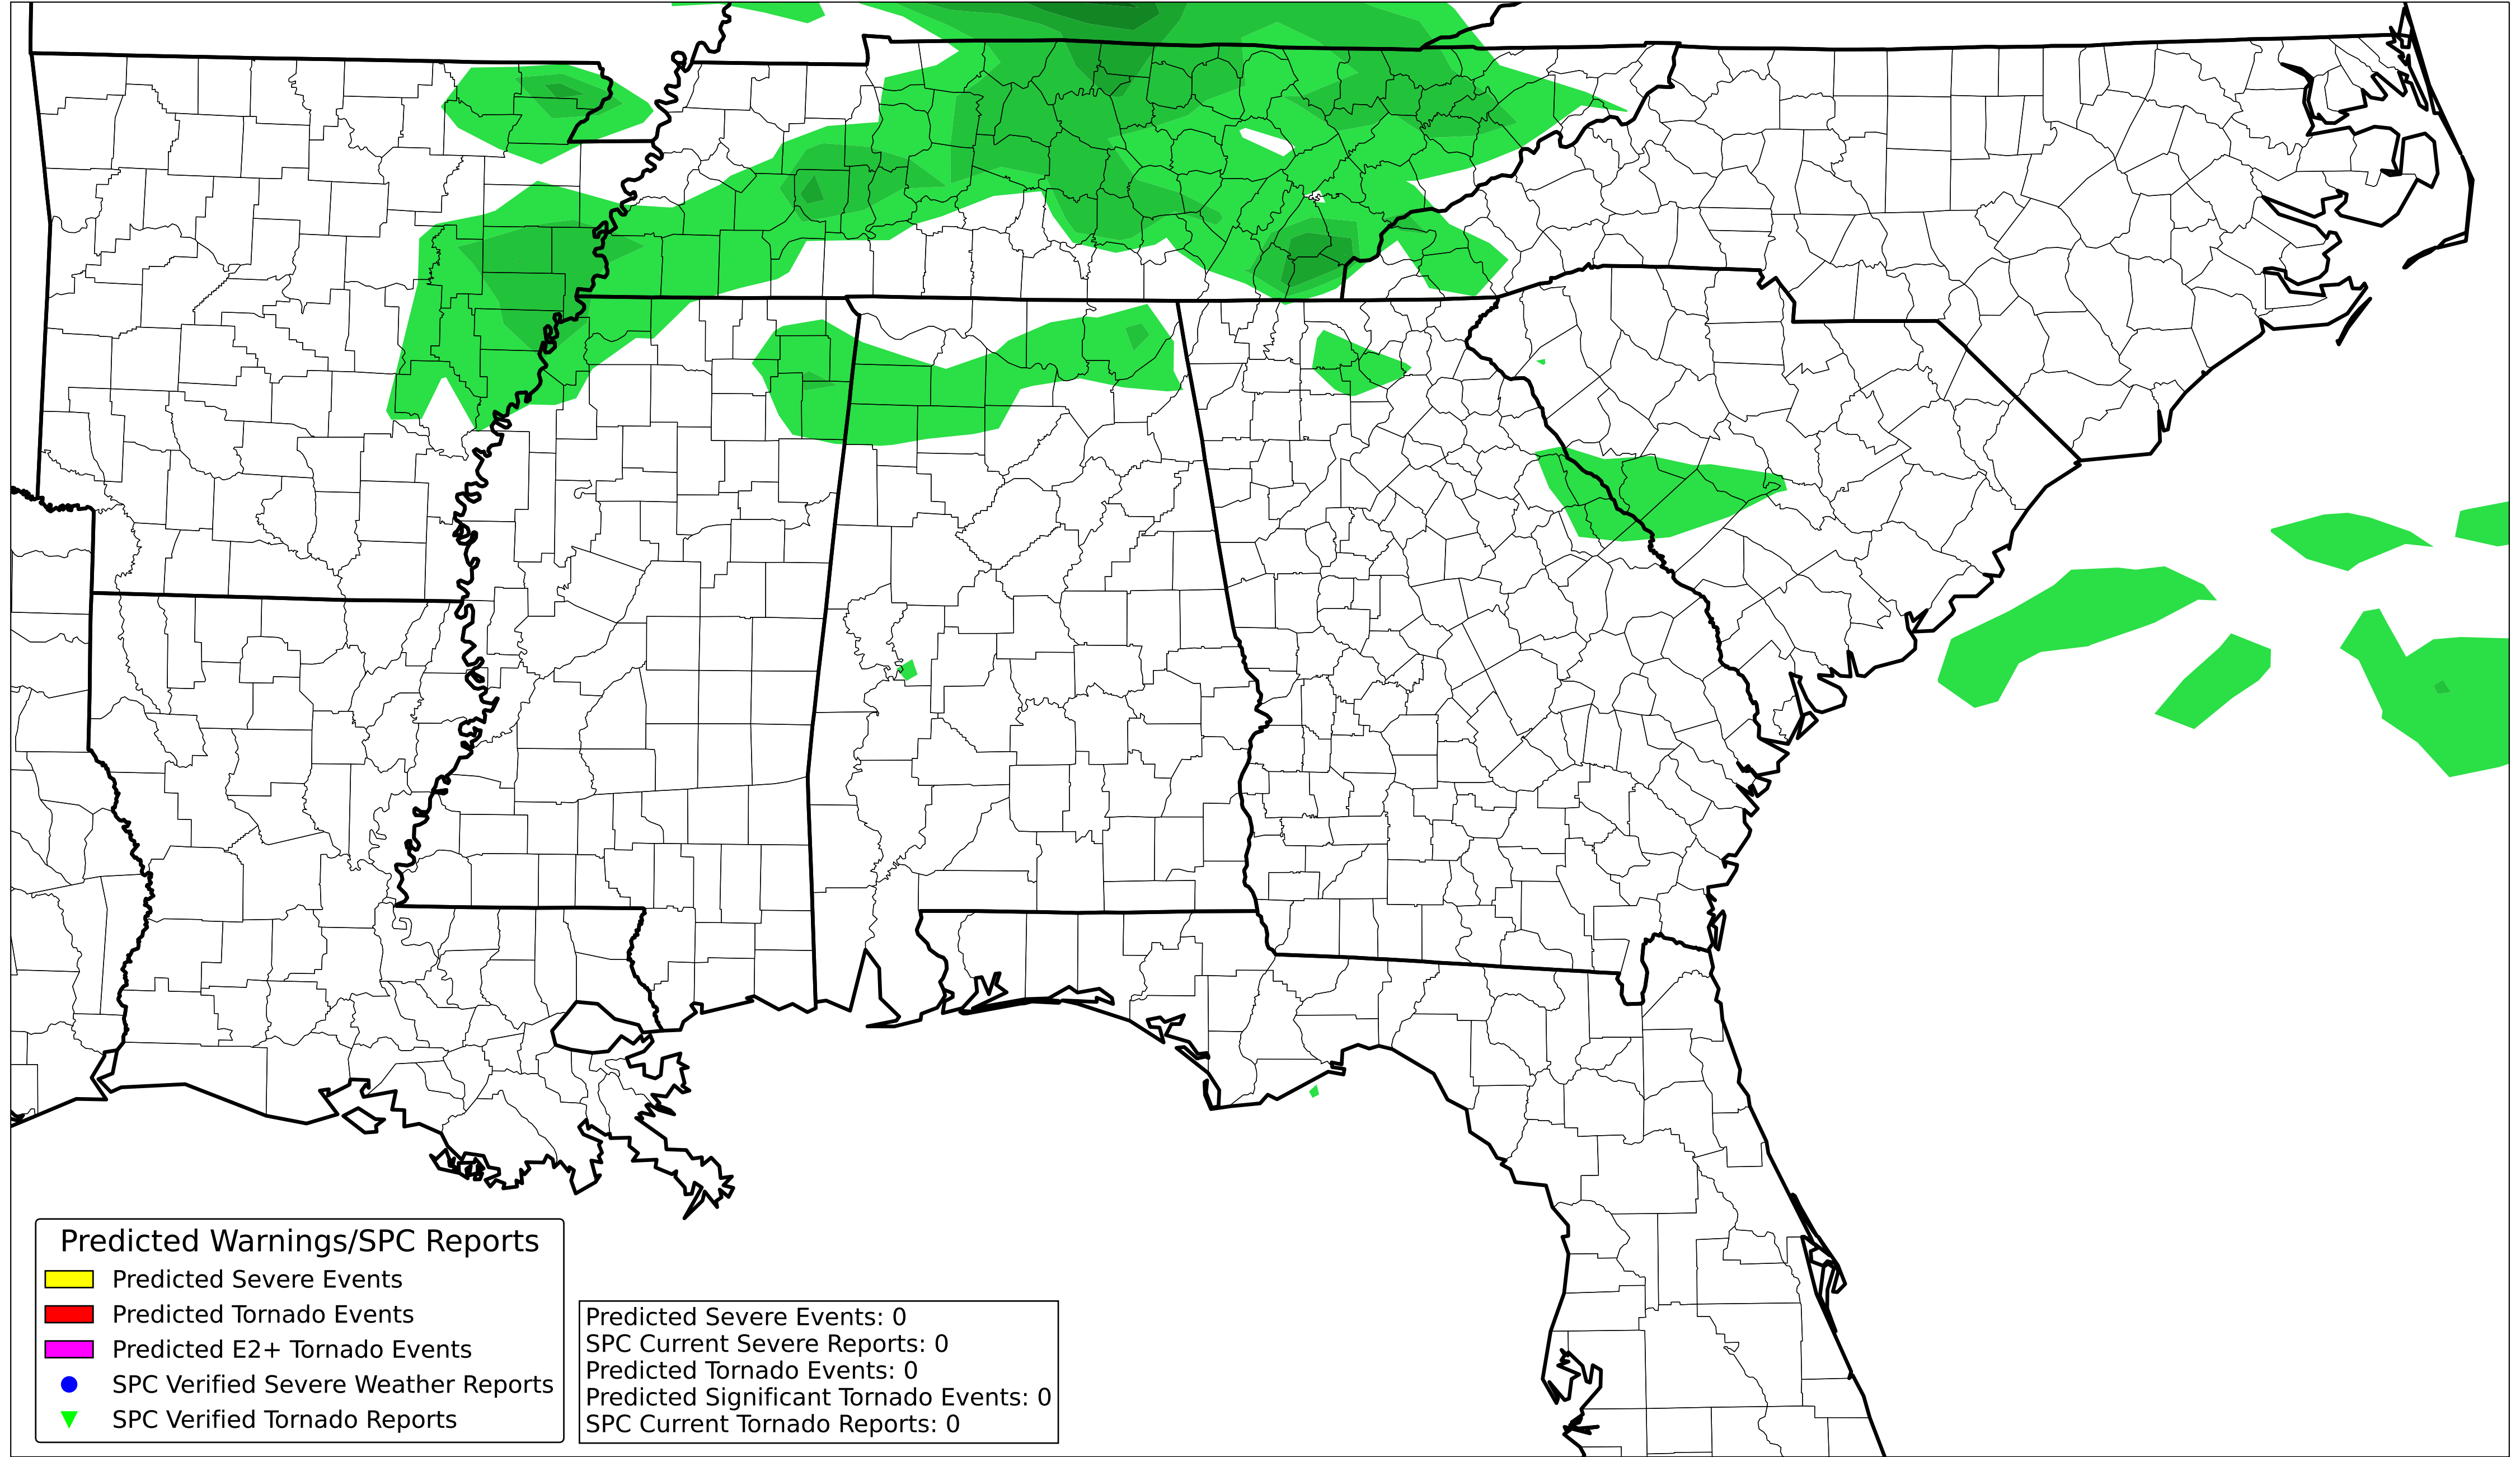 Predicted Warnings/SPC Reports
Predicted Severe Events
Predicted Tornado Events
Predicted E2+ Tornado Events
SPC Verified Severe Weather Reports
SPC Verified Tornado Reports
Predicted Severe Events: 0
SPC Current Severe Reports: 0
Predicted Tornado Events: 0
Predicted Significant Tornado Events: 0
SPC Current Tornado Reports: 0